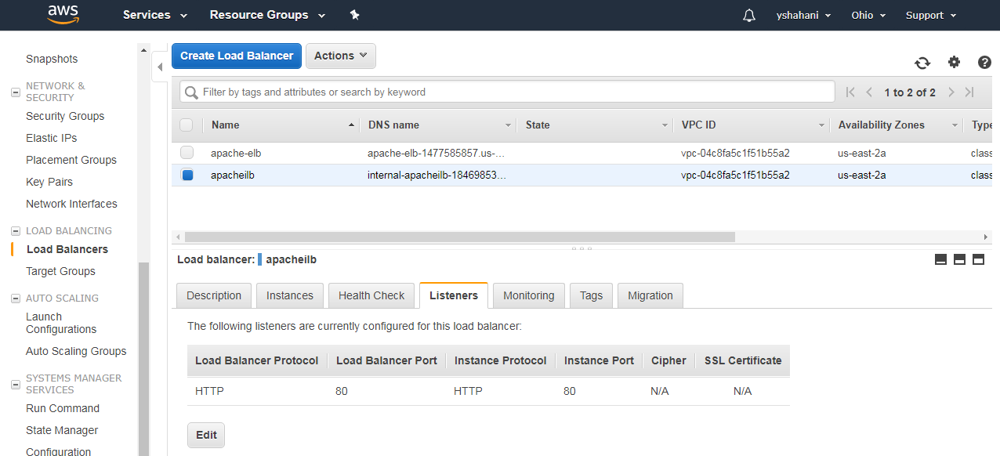 aws Services Resource Groups yshahani Ohio Support
Snapshots
NETWORK &
SECURITY
Security Groups
Elastic IPs
Placement Groups
Key Pairs
Network Interfaces
LOAD BALANCING
Load Balancers
Target Groups
AUTO SCALING
Launch
Configurations
Auto Scaling Groups
SYSTEMS MANAGER
SERVICES
Run Command
State Manager
Configuration
Create Load Balancer Actions
Filter by tags and attributes or search by keyword 1 to 2 of 2
Name DNS name State VPC ID Availability Zones Type
apache-elb apache-elb-1477585857.us-... vpc-04c8fa5c1f51b55a2 us-east-2a class
apacheilb internal-apacheilb-18469853... vpc-04c8fa5c1f51b55a2 us-east-2a class
Load balancer: apacheilb
Description Instances Health Check Listeners Monitoring Tags Migration
The following listeners are currently configured for this load balancer:
Load Balancer Protocol Load Balancer Port Instance Protocol Instance Port Cipher SSL Certificate
HTTP 80 HTTP 80 N/A N/A
Edit